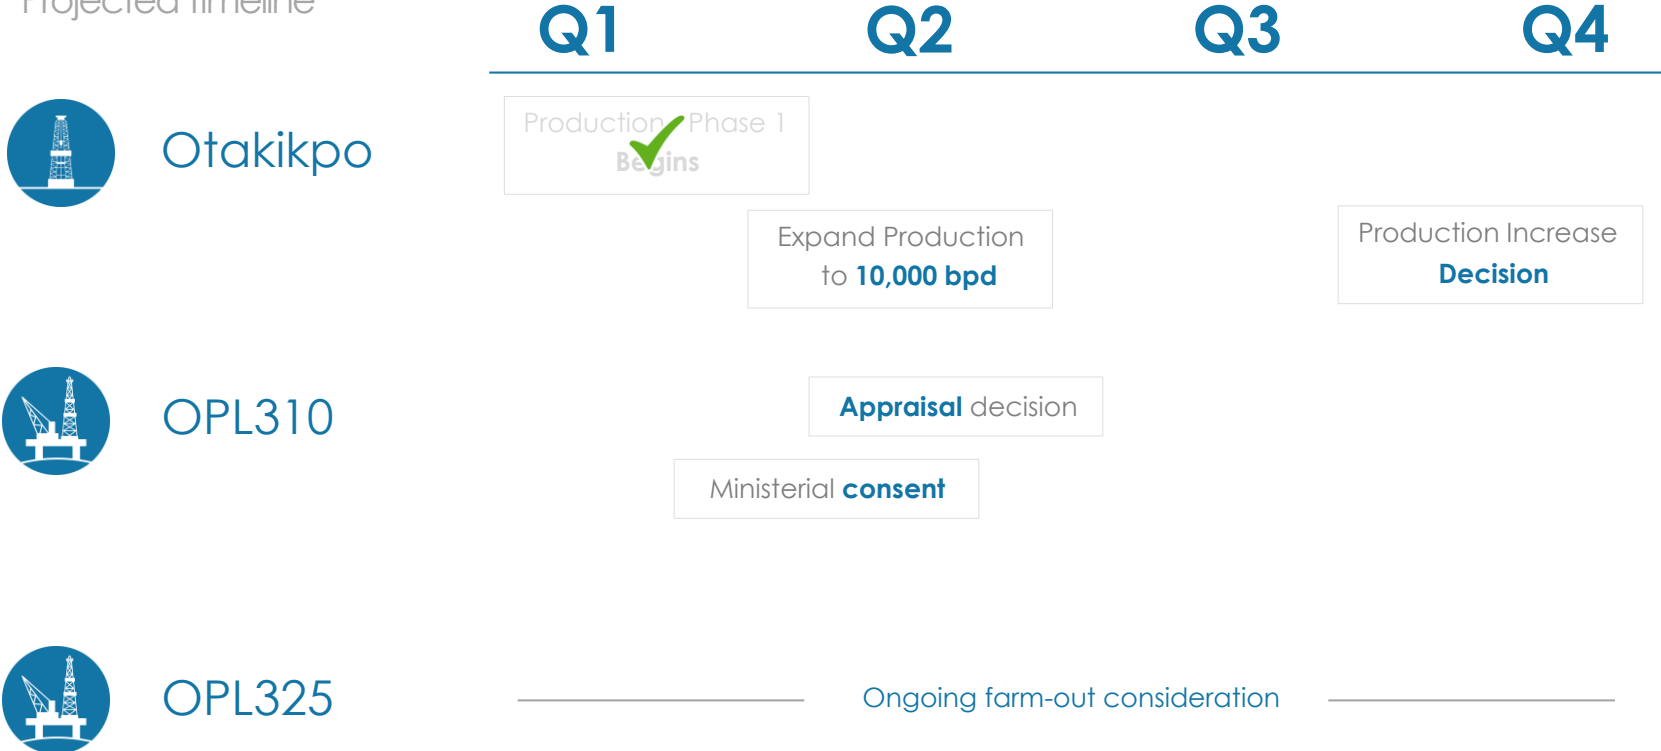 Projected timeline
Q1 Q2 Q3 Q4
Otakikpo
Production Phase 1
Begins
Expand Production
to 10,000 bpd
Production Increase
Decision
OPL310
Appraisal decision
Ministerial consent
OPL325
Ongoing farm-out consideration